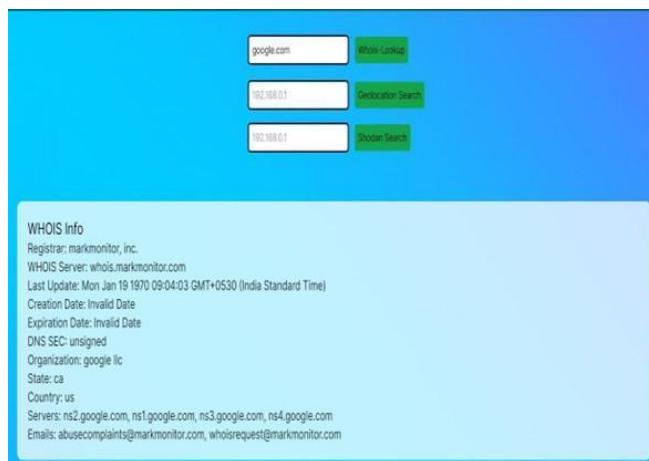 google.com Whois-Lookup
192.168.0.1 Geolocation Search
192.168.0.1 Shodan Search
WHOIS Info
Registrar: markmonitor, inc.
WHOIS Server: whois.markmonitor.com
Last Update: Mon Jan 19 1970 09:04:03 GMT+0530 (India Standard Time)
Creation Date: Invalid Date
Expiration Date: Invalid Date
DNS SEC: unsigned
Organization: google llc
State: ca
Country: us
Servers: ns2.google.com, ns1.google.com, ns3.google.com, ns4.google.com
Emails: abusecomplaints@markmonitor.com, whoisrequest@markmonitor.com